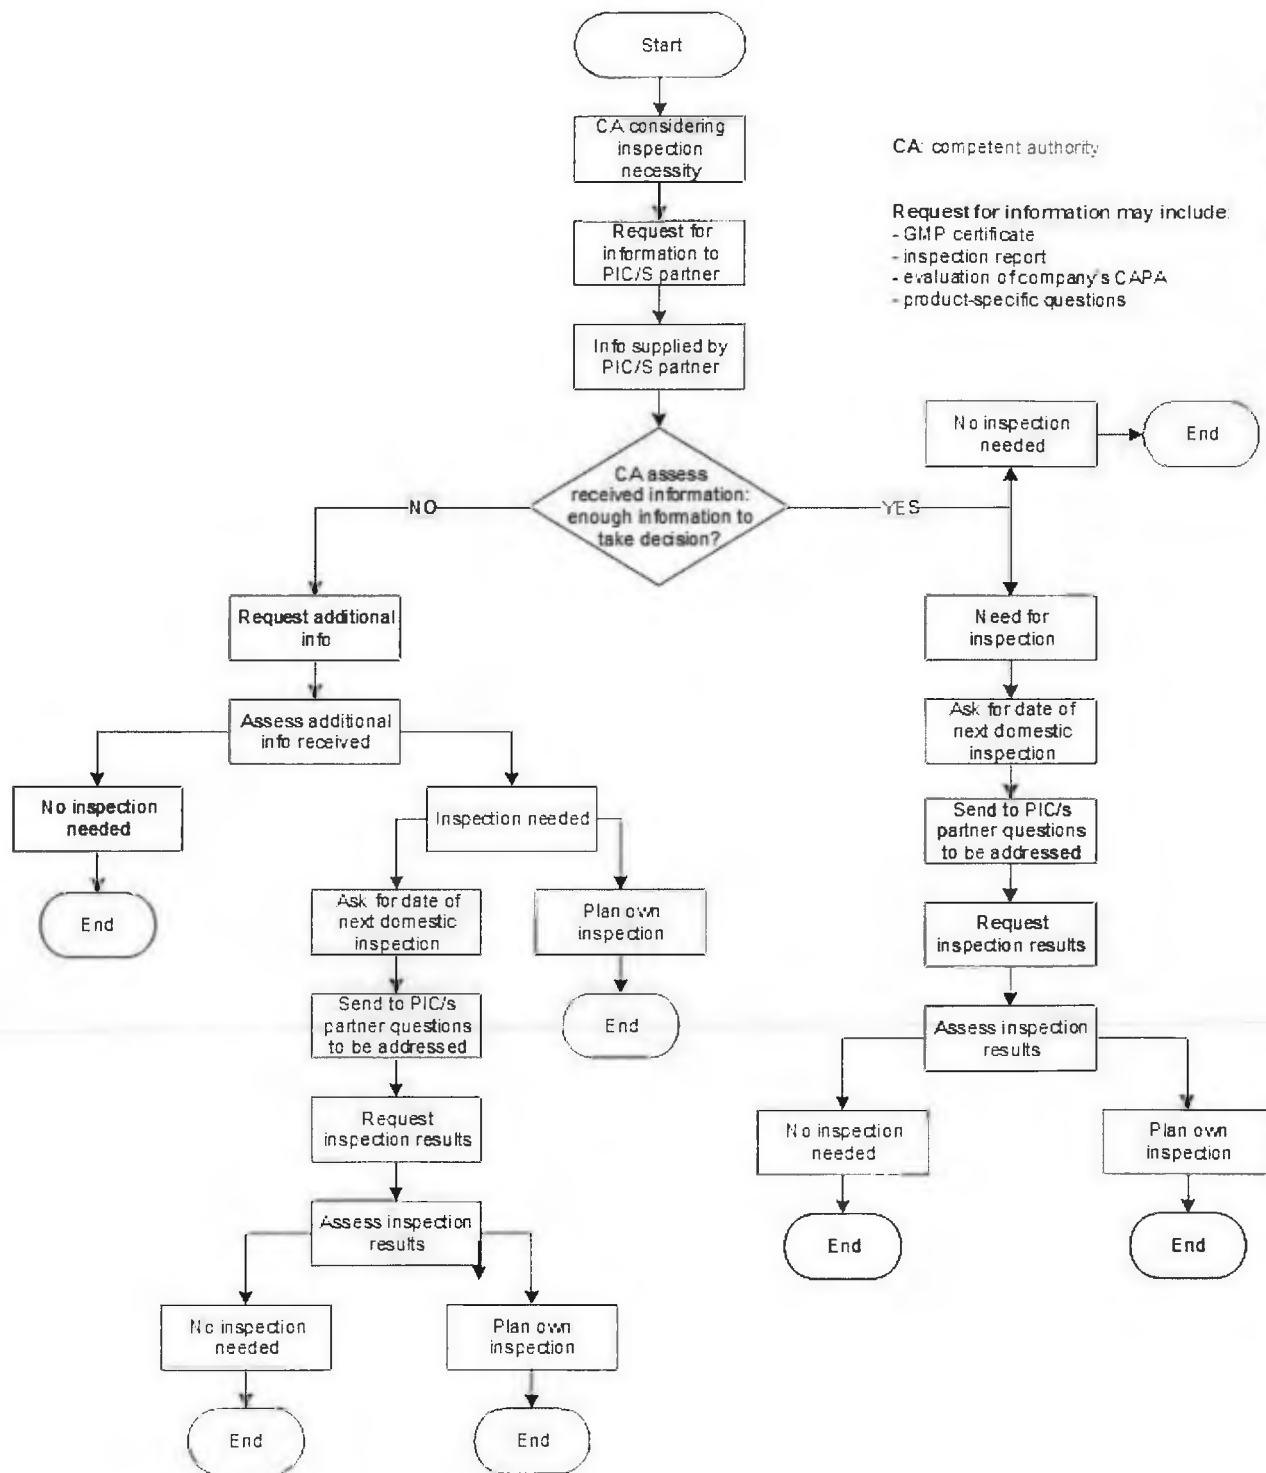 Start
CA considering
inspection
necessity
CA: competent authority
Request for
information to
PIC/S partner
Request for information may include:
- GMP certificate
- inspection report
- evaluation of company's CAPA
- product-specific questions
Info supplied by
PIC/S partner
No inspection
needed
End
CA assess
received information:
enough information to
take decision?
NO
YES
Request additional
info
Need for
inspection
Assess additional
info received
Ask for date of
next domestic
inspection
No inspection
needed
Inspection needed
Send to PIC/s
partner questions
to be addressed
End
Ask for date of
next domestic
inspection
Plan own
inspection
Request
inspection results
Send to PIC/s
partner questions
to be addressed
End
Assess inspection
results
Request
inspection results
No inspection
needed
Plan own
inspection
Assess inspection
results
End
End
No inspection
needed
Plan own
inspection
End
End